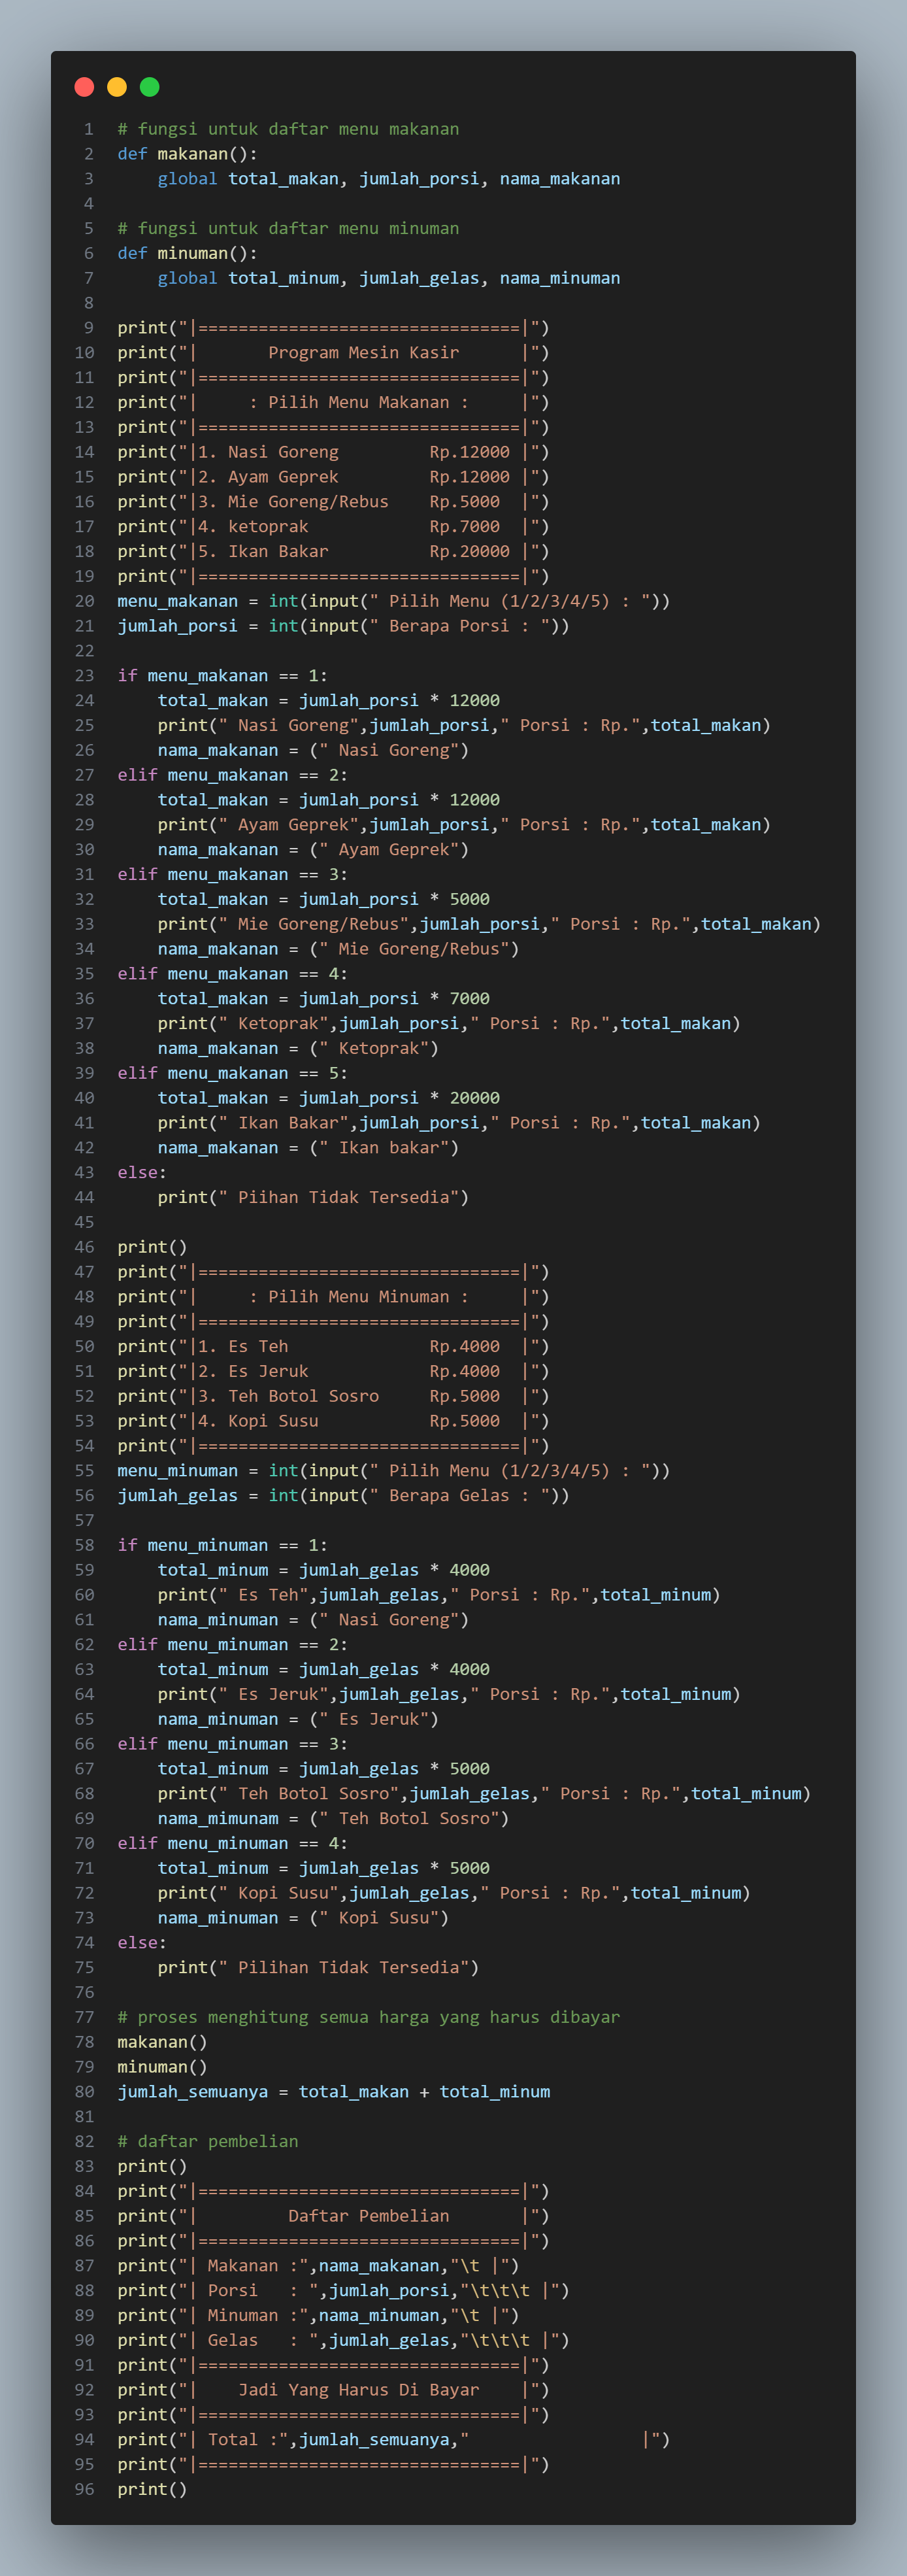 1 # fungsi untuk daftar menu makanan
2 def makanan():
3     global total_makan, jumlah_porsi, nama_makanan
4
5 # fungsi untuk daftar menu minuman
6 def minuman():
7     global total_minum, jumlah_gelas, nama_minuman
8
9 print("|================================|")
10 print("|       Program Mesin Kasir      |")
11 print("|================================|")
12 print("|     : Pilih Menu Makanan :     |")
13 print("|================================|")
14 print("|1. Nasi Goreng         Rp.12000 |")
15 print("|2. Ayam Geprek         Rp.12000 |")
16 print("|3. Mie Goreng/Rebus    Rp.5000  |")
17 print("|4. ketoprak            Rp.7000  |")
18 print("|5. Ikan Bakar          Rp.20000 |")
19 print("|================================|")
20 menu_makanan = int(input(" Pilih Menu (1/2/3/4/5) : "))
21 jumlah_porsi = int(input(" Berapa Porsi : "))
22
23 if menu_makanan == 1:
24     total_makan = jumlah_porsi * 12000
25     print(" Nasi Goreng",jumlah_porsi," Porsi : Rp.",total_makan)
26     nama_makanan = (" Nasi Goreng")
27 elif menu_makanan == 2:
28     total_makan = jumlah_porsi * 12000
29     print(" Ayam Geprek",jumlah_porsi," Porsi : Rp.",total_makan)
30     nama_makanan = (" Ayam Geprek")
31 elif menu_makanan == 3:
32     total_makan = jumlah_porsi * 5000
33     print(" Mie Goreng/Rebus",jumlah_porsi," Porsi : Rp.",total_makan)
34     nama_makanan = (" Mie Goreng/Rebus")
35 elif menu_makanan == 4:
36     total_makan = jumlah_porsi * 7000
37     print(" Ketoprak",jumlah_porsi," Porsi : Rp.",total_makan)
38     nama_makanan = (" Ketoprak")
39 elif menu_makanan == 5:
40     total_makan = jumlah_porsi * 20000
41     print(" Ikan Bakar",jumlah_porsi," Porsi : Rp.",total_makan)
42     nama_makanan = (" Ikan bakar")
43 else:
44     print(" Piihan Tidak Tersedia")
45
46 print()
47 print("|================================|")
48 print("|     : Pilih Menu Minuman :     |")
49 print("|================================|")
50 print("|1. Es Teh              Rp.4000  |")
51 print("|2. Es Jeruk            Rp.4000  |")
52 print("|3. Teh Botol Sosro     Rp.5000  |")
53 print("|4. Kopi Susu           Rp.5000  |")
54 print("|================================|")
55 menu_minuman = int(input(" Pilih Menu (1/2/3/4/5) : "))
56 jumlah_gelas = int(input(" Berapa Gelas : "))
57
58 if menu_minuman == 1:
59     total_minum = jumlah_gelas * 4000
60     print(" Es Teh",jumlah_gelas," Porsi : Rp.",total_minum)
61     nama_minuman = (" Nasi Goreng")
62 elif menu_minuman == 2:
63     total_minum = jumlah_gelas * 4000
64     print(" Es Jeruk",jumlah_gelas," Porsi : Rp.",total_minum)
65     nama_minuman = (" Es Jeruk")
66 elif menu_minuman == 3:
67     total_minum = jumlah_gelas * 5000
68     print(" Teh Botol Sosro",jumlah_gelas," Porsi : Rp.",total_minum)
69     nama_mimunam = (" Teh Botol Sosro")
70 elif menu_minuman == 4:
71     total_minum = jumlah_gelas * 5000
72     print(" Kopi Susu",jumlah_gelas," Porsi : Rp.",total_minum)
73     nama_minuman = (" Kopi Susu")
74 else:
75     print(" Pilihan Tidak Tersedia")
76
77 # proses menghitung semua harga yang harus dibayar
78 makanan()
79 minuman()
80 jumlah_semuanya = total_makan + total_minum
81
82 # daftar pembelian
83 print()
84 print("|================================|")
85 print("|         Daftar Pembelian       |")
86 print("|================================|")
87 print("| Makanan :",nama_makanan,"\t |")
88 print("| Porsi   : ",jumlah_porsi,"\t\t\t |")
89 print("| Minuman :",nama_minuman,"\t |")
90 print("| Gelas   : ",jumlah_gelas,"\t\t\t |")
91 print("|================================|")
92 print("|    Jadi Yang Harus Di Bayar    |")
93 print("|================================|")
94 print("| Total :",jumlah_semuanya,"                 |")
95 print("|================================|")
96 print()